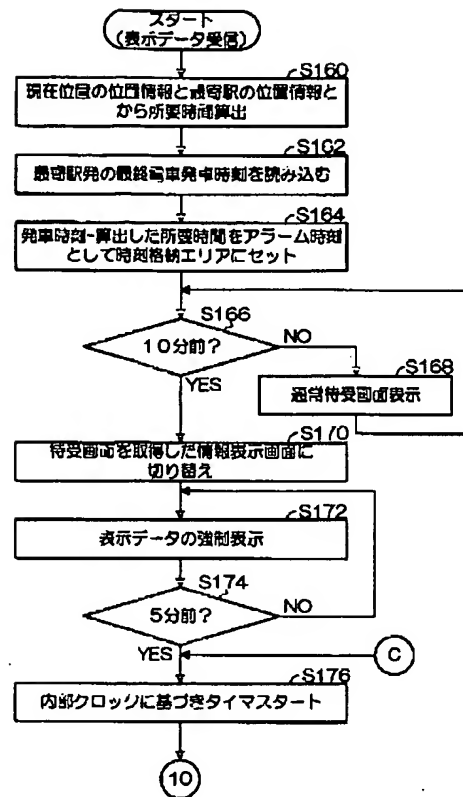 スタート
(表示データ受信)
S160
現在位置の位置情報と最寄駅の位置情報と
から所要時間算出
S162
最寄駅発の最終電車発車時刻を読み込む
S164
発車時刻-算出した所要時間をアラーム時刻
として時刻格納エリアにセット
S166
10分前?
NO
YES
S168
通常待受画面表示
S170
待受画面を取得した情報表示画面に
切り替え
S172
表示データの強制表示
S174
5分前?
NO
YES
C
S176
内部クロックに基づきタイマスタート
10